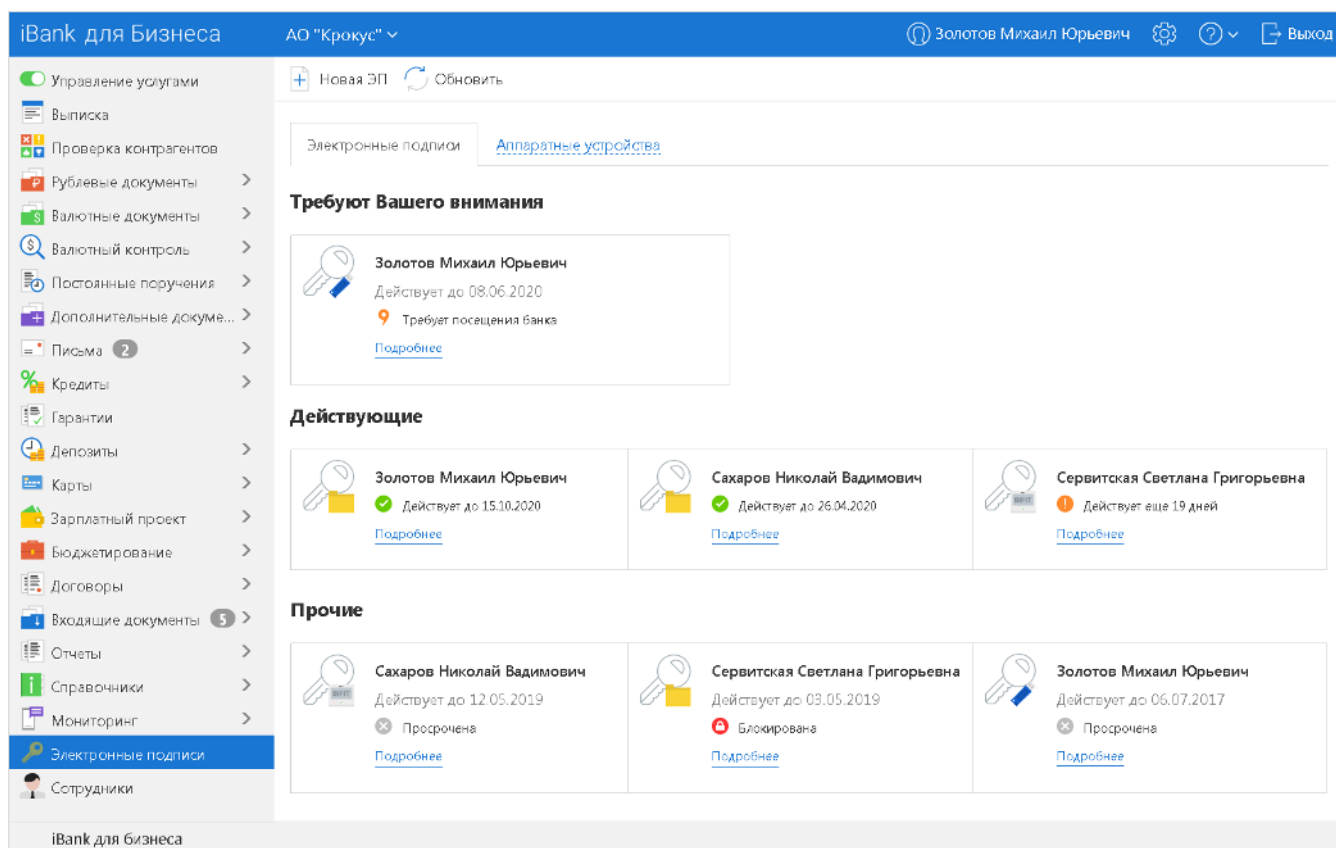 iBank для Бизнеса
АО "Крокус"
Золотов Михаил Юрьевич
Выход
Управление услугами
Выписка
Проверка контрагентов
Рублевые документы
Валютные документы
Валютный контроль
Постоянные поручения
Дополнительные докуме...
Письма 2
Кредиты
Гарантии
Депозиты
Карты
Зарплатный проект
Бюджетирование
Договоры
Входящие документы 5
Отчеты
Справочники
Мониторинг
Электронные подписи
Сотрудники
Новая ЭП Обновить
Электронные подписи Аппаратные устройства
Требуют Вашего внимания
Золотов Михаил Юрьевич
Действует до 08.06.2020
Требует посещения банка
Подробнее
Действующие
Золотов Михаил Юрьевич
Действует до 15.10.2020
Подробнее
Сахаров Николай Вадимович
Действует до 26.04.2020
Подробнее
Сервитская Светлана Григорьевна
Действует еще 19 дней
Подробнее
Прочие
Сахаров Николай Вадимович
Действует до 12.05.2019
Просрочена
Подробнее
Сервитская Светлана Григорьевна
Действует до 03.05.2019
Блокирована
Подробнее
Золотов Михаил Юрьевич
Действует до 06.07.2017
Просрочена
Подробнее
iBank для бизнеса